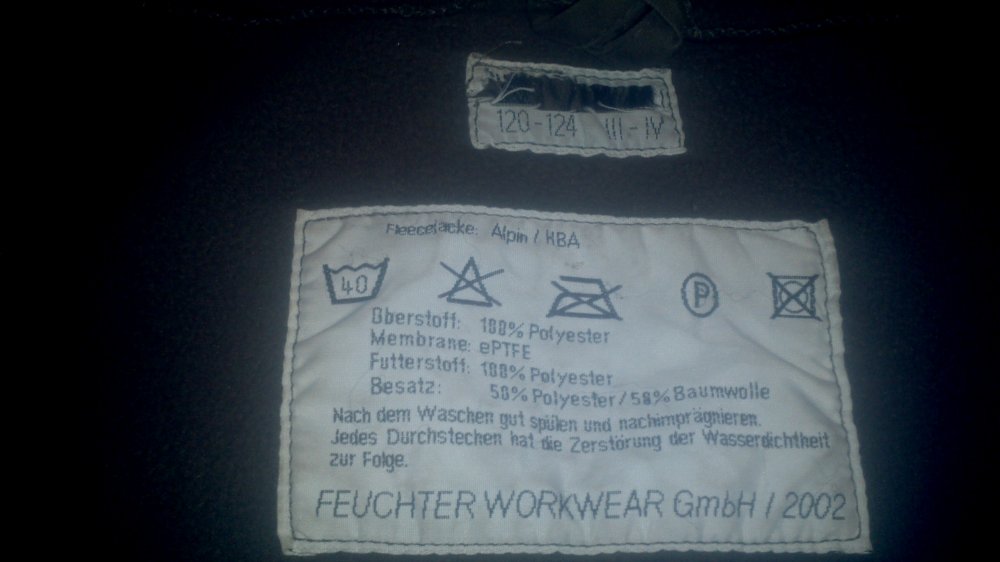 120-124 III-IV
Fleecejacke: Alpin / KBA
40 P
Oberstoff: 100% Polyester
Membrane: ePTFE
Futterstoff: 100% Polyester
Besatz: 50% Polyester/50% Baumwolle
Nach dem Waschen gut spülen und nachimprägnieren.
Jedes Durchstechen hat die Zerstörung der Wasserdichtheit
zur Folge.
FEUCHTER WORKWEAR GmbH / 2002